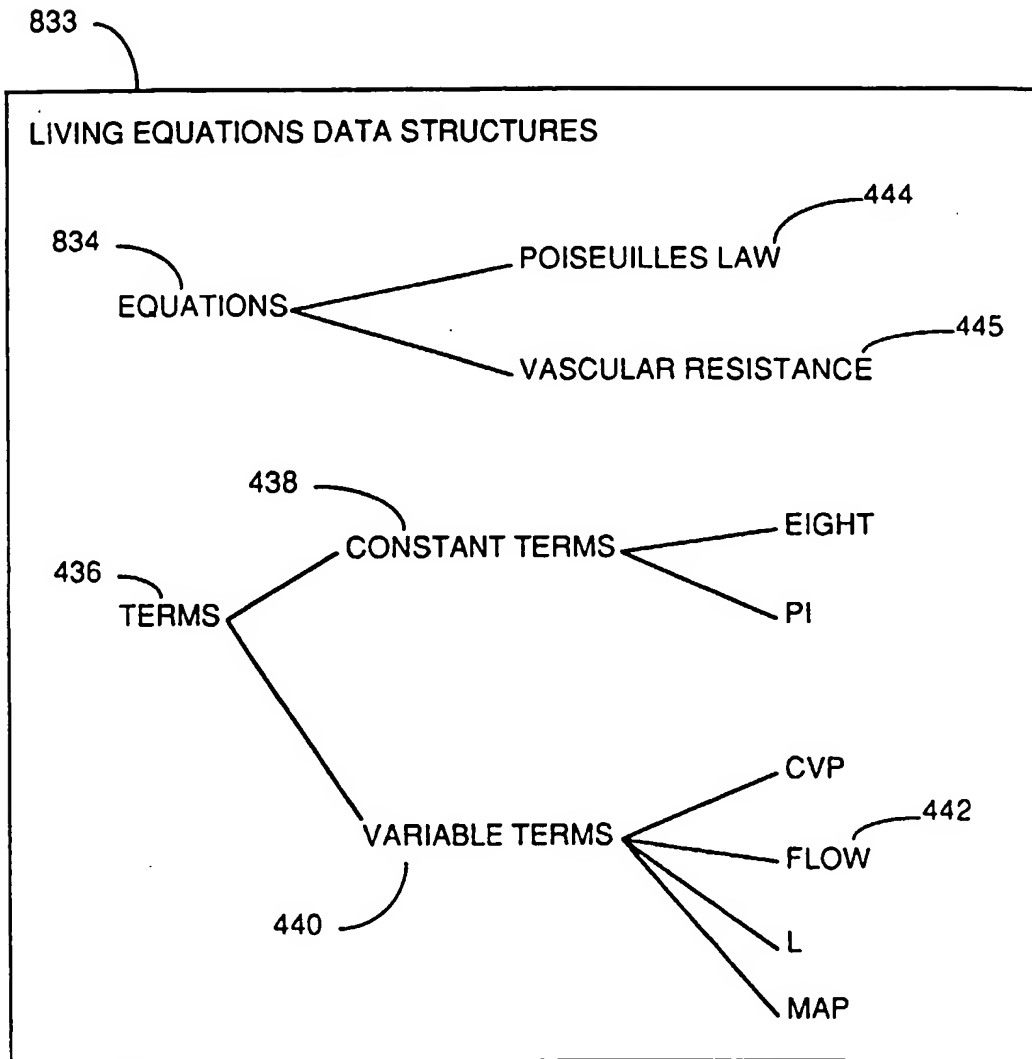 833
LIVING EQUATIONS DATA STRUCTURES
444
834
POISEUILLES LAW
EQUATIONS
445
VASCULAR RESISTANCE
438
EIGHT
CONSTANT TERMS
436
TERMS
PI
CVP
442
VARIABLE TERMS
FLOW
440
L
MAP